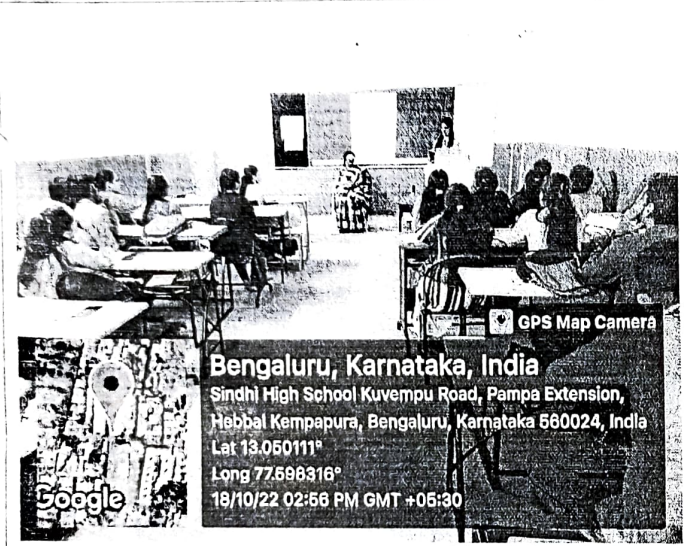 GPS Map Camera
Bengaluru, Karnataka, India
Sindhi High School Kuvempu Road, Pampa Extension,
Hebbal Kempapura, Bengaluru, Karnataka 560024, India
Lat 13.050111°
Long 77.598316°
18/10/22 02:56 PM GMT +05:30
Google